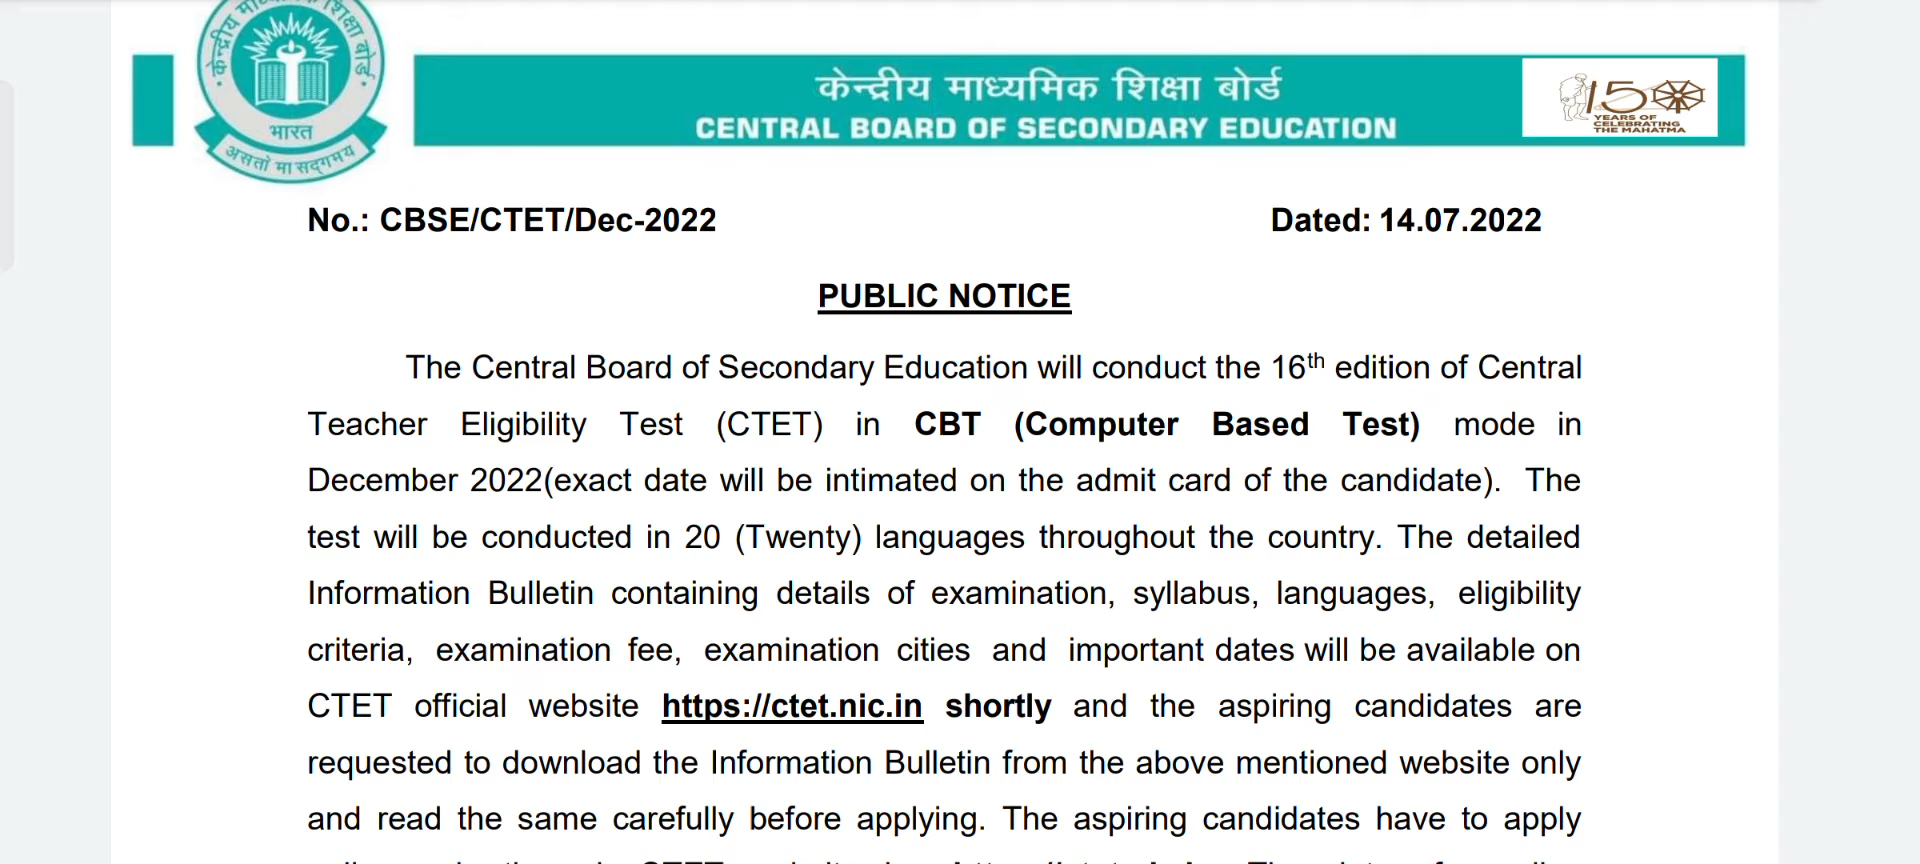 केन्द्रीय माध्यमिक शिक्षा बोर्ड
भारत
असतो मा सद्गमय
केन्द्रीय माध्यमिक शिक्षा बोर्ड
CENTRAL BOARD OF SECONDARY EDUCATION
150
YEARS OF
CELEBRATING
THE MAHATMA
No.: CBSE/CTET/Dec-2022 Dated: 14.07.2022
PUBLIC NOTICE
The Central Board of Secondary Education will conduct the 16th edition of Central
Teacher Eligibility Test (CTET) in CBT (Computer Based Test) mode in
December 2022(exact date will be intimated on the admit card of the candidate). The
test will be conducted in 20 (Twenty) languages throughout the country. The detailed
Information Bulletin containing details of examination, syllabus, languages, eligibility
criteria, examination fee, examination cities and important dates will be available on
CTET official website https://ctet.nic.in shortly and the aspiring candidates are
requested to download the Information Bulletin from the above mentioned website only
and read the same carefully before applying. The aspiring candidates have to apply